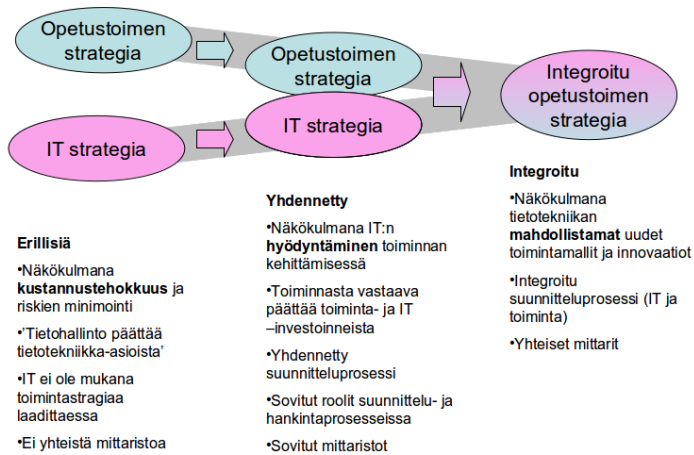 Opetustoimen
strategia
IT strategia
Opetustoimen
strategia
IT strategia
Integroitu
opetustoimen
strategia
Erillisiä
•Näkökulmana
kustannustehokkuus ja
riskien minimointi
•'Tietohallinto päättää
tietotekniikka-asioista'
•IT ei ole mukana
toimintastragiaa
laadittaessa
•Ei yhteistä mittaristoa
Yhdennetty
•Näkökulmana IT:n
hyödyntäminen toiminnan
kehittämisessä
•Toiminnasta vastaava
päättää toiminta- ja IT
–investoinneista
•Yhdennetty
suunnitteluprosessi
•Sovitut roolit suunnittelu- ja
hankintaprosesseissa
•Sovitut mittaristot
Integroitu
•Näkökulmana
tietotekniikan
mahdollistamat uudet
toimintamallit ja innovaatiot
•Integroitu
suunnitteluprosessi (IT ja
toiminta)
•Yhteiset mittarit